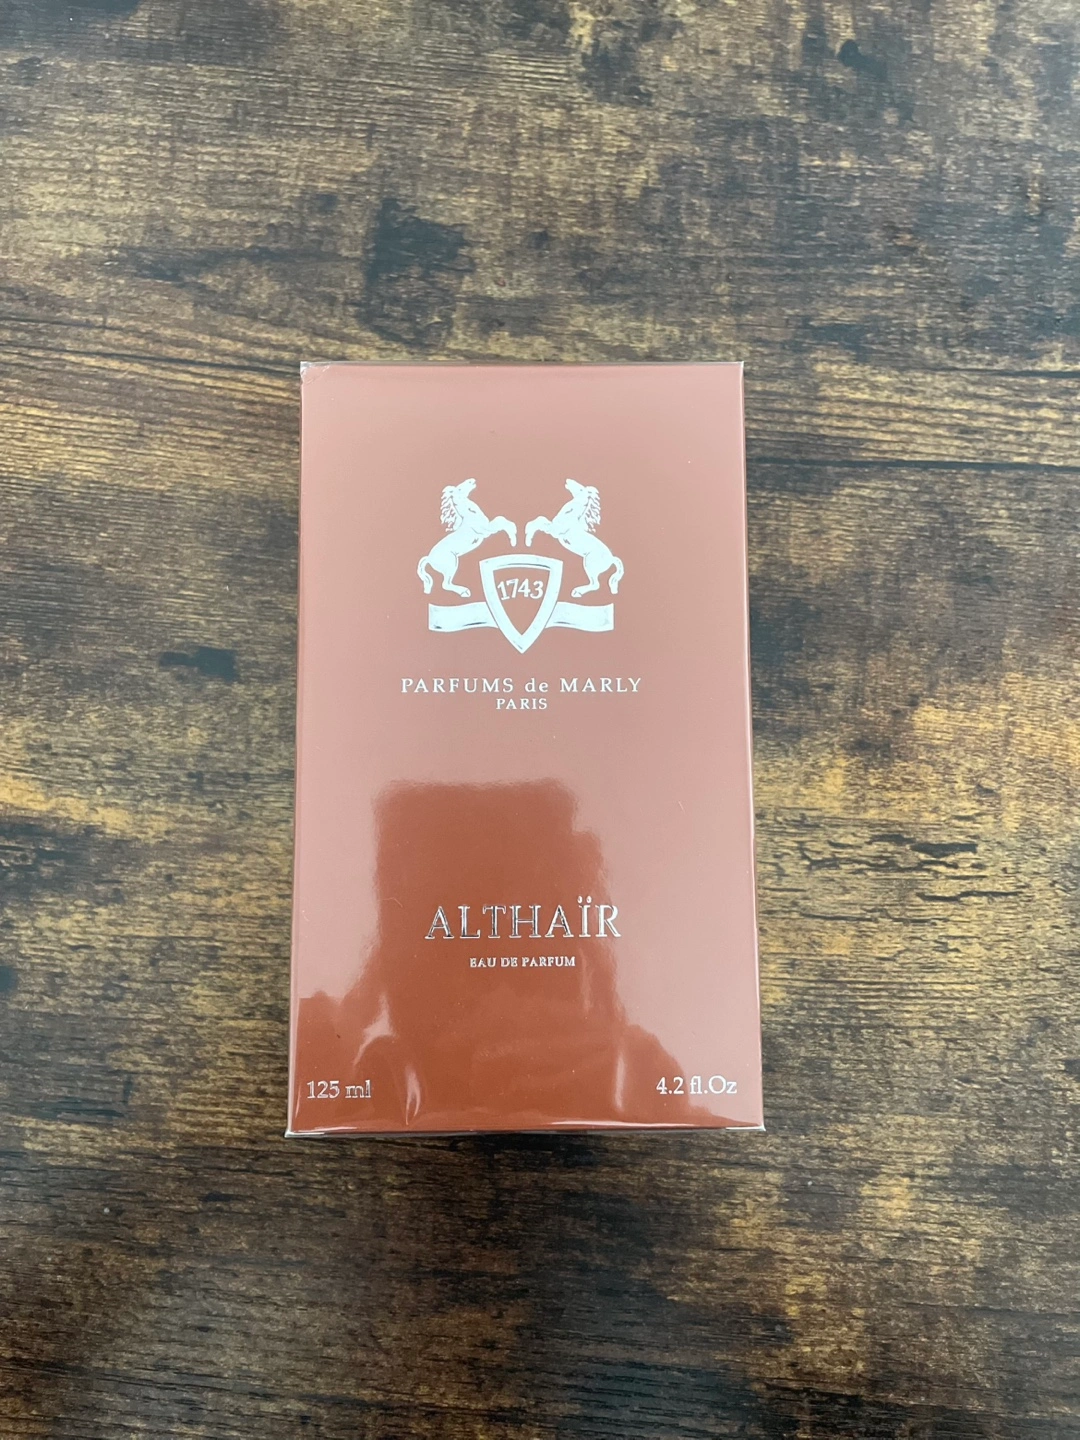 1743
PARFUMS de MARLY
PARIS
ALTHAÏR
EAU DE PARFUM
125 ml
4.2 fl.Oz